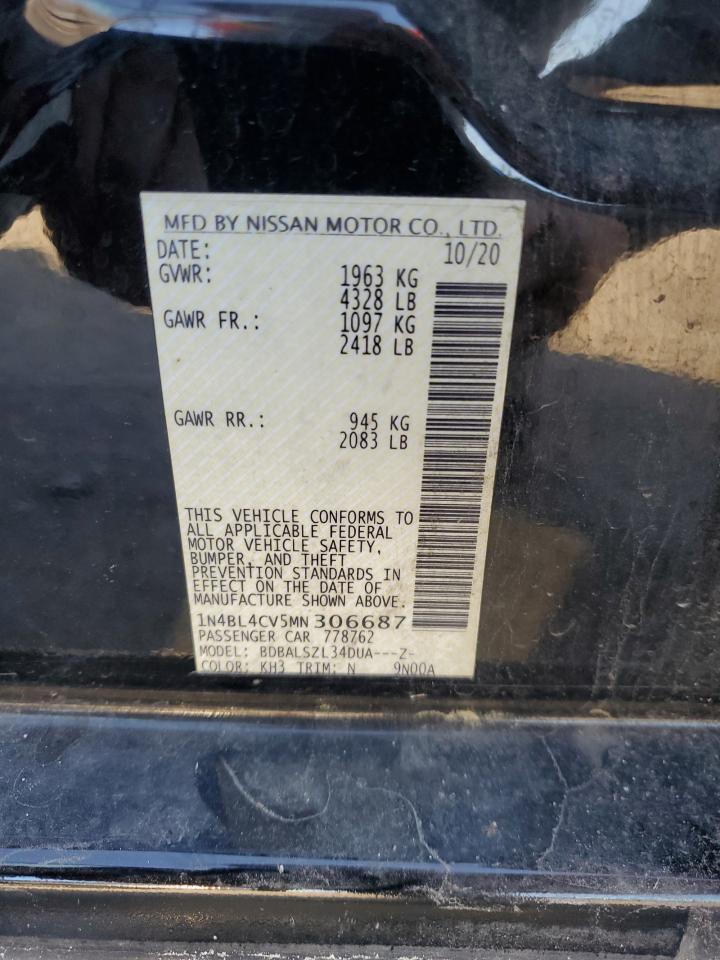 MFD BY NISSAN MOTOR CO., LTD.
DATE: 10/20
GVWR: 1963 KG
4328 LB
GAWR FR.: 1097 KG
2418 LB
GAWR RR.: 945 KG
2083 LB
THIS VEHICLE CONFORMS TO
ALL APPLICABLE FEDERAL
MOTOR VEHICLE SAFETY,
BUMPER, AND THEFT
PREVENTION STANDARDS IN
EFFECT ON THE DATE OF
MANUFACTURE SHOWN ABOVE.
1N4BL4CV5MN306687
PASSENGER CAR 778762
MODEL: BDBALSZL34DUA---Z-
COLOR: KH3 TRIM: N 9N00A